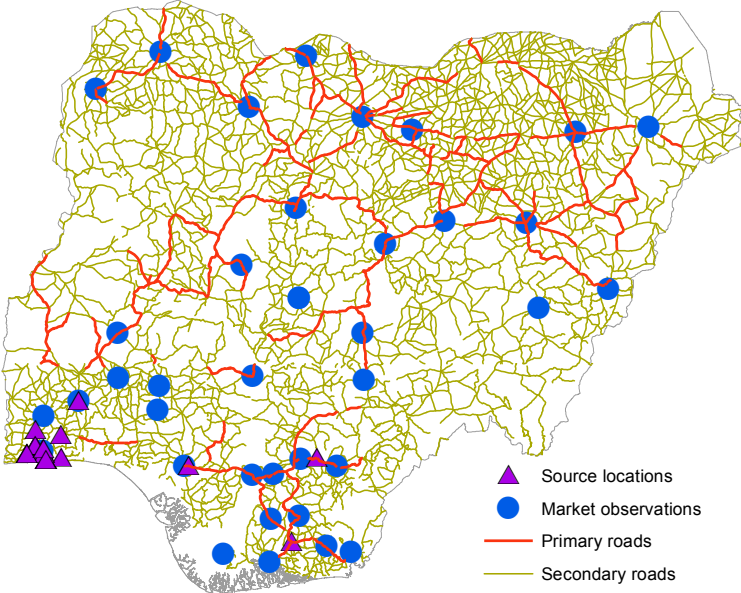 Source locations
Market observations
Primary roads
Secondary roads